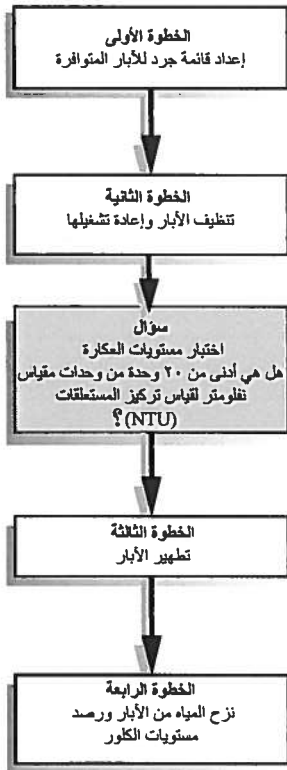 الخطوة الأولى
إعداد قائمة جرد للآبار المتوافرة
الخطوة الثانية
تنظيف الآبار وإعادة تشغيلها
سؤال
اختبار مستويات العكارة
هل هي أدنى من ٢٠ وحدة من وحدات مقياس
نفلومتر لقياس تركيز المستعلقات
(NTU)؟
الخطوة الثالثة
تطهير الآبار
الخطوة الرابعة
نزح المياه من الآبار ورصد
مستويات الكلور